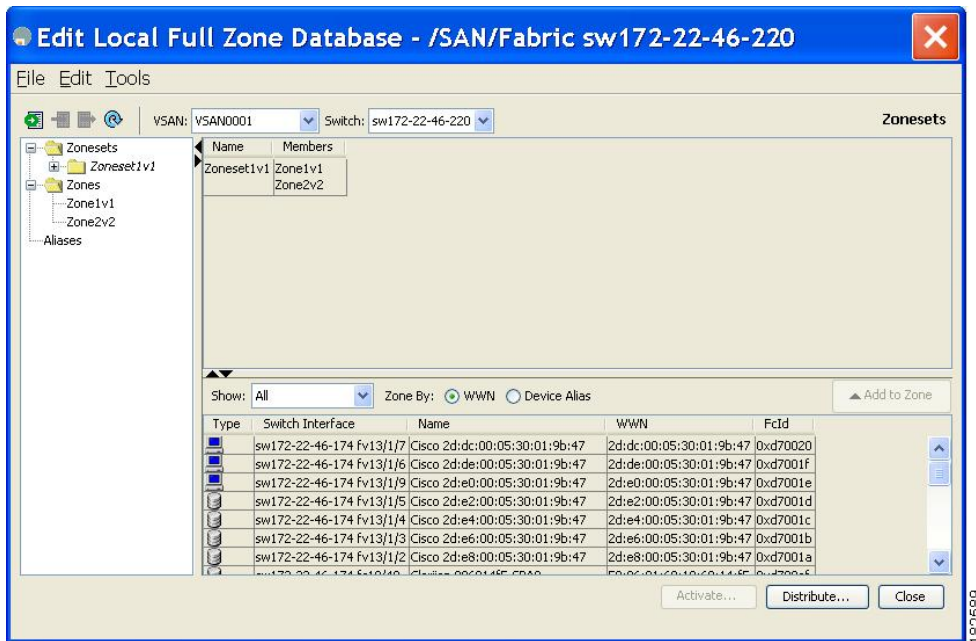 Edit Local Full Zone Database - /SAN/Fabric sw172-22-46-220
File Edit Tools
VSAN: VSAN0001 Switch: sw172-22-46-220 Zonesets
Zonesets
Zoneset1v1
Zones
Zone1v1
Zone2v2
Aliases
Name Members
Zoneset1v1 Zone1v1
Zone2v2
Show: All Zone By: WWN Device Alias Add to Zone
Type Switch Interface Name WWN FcId
sw172-22-46-174 fv13/1/7 Cisco 2d:dc:00:05:30:01:9b:47 2d:dc:00:05:30:01:9b:47 0xd70020
sw172-22-46-174 fv13/1/6 Cisco 2d:de:00:05:30:01:9b:47 2d:de:00:05:30:01:9b:47 0xd7001f
sw172-22-46-174 fv13/1/9 Cisco 2d:e0:00:05:30:01:9b:47 2d:e0:00:05:30:01:9b:47 0xd7001e
sw172-22-46-174 fv13/1/5 Cisco 2d:e2:00:05:30:01:9b:47 2d:e2:00:05:30:01:9b:47 0xd7001d
sw172-22-46-174 fv13/1/4 Cisco 2d:e4:00:05:30:01:9b:47 2d:e4:00:05:30:01:9b:47 0xd7001c
sw172-22-46-174 fv13/1/3 Cisco 2d:e6:00:05:30:01:9b:47 2d:e6:00:05:30:01:9b:47 0xd7001b
sw172-22-46-174 fv13/1/2 Cisco 2d:e8:00:05:30:01:9b:47 2d:e8:00:05:30:01:9b:47 0xd7001a
Activate... Distribute... Close